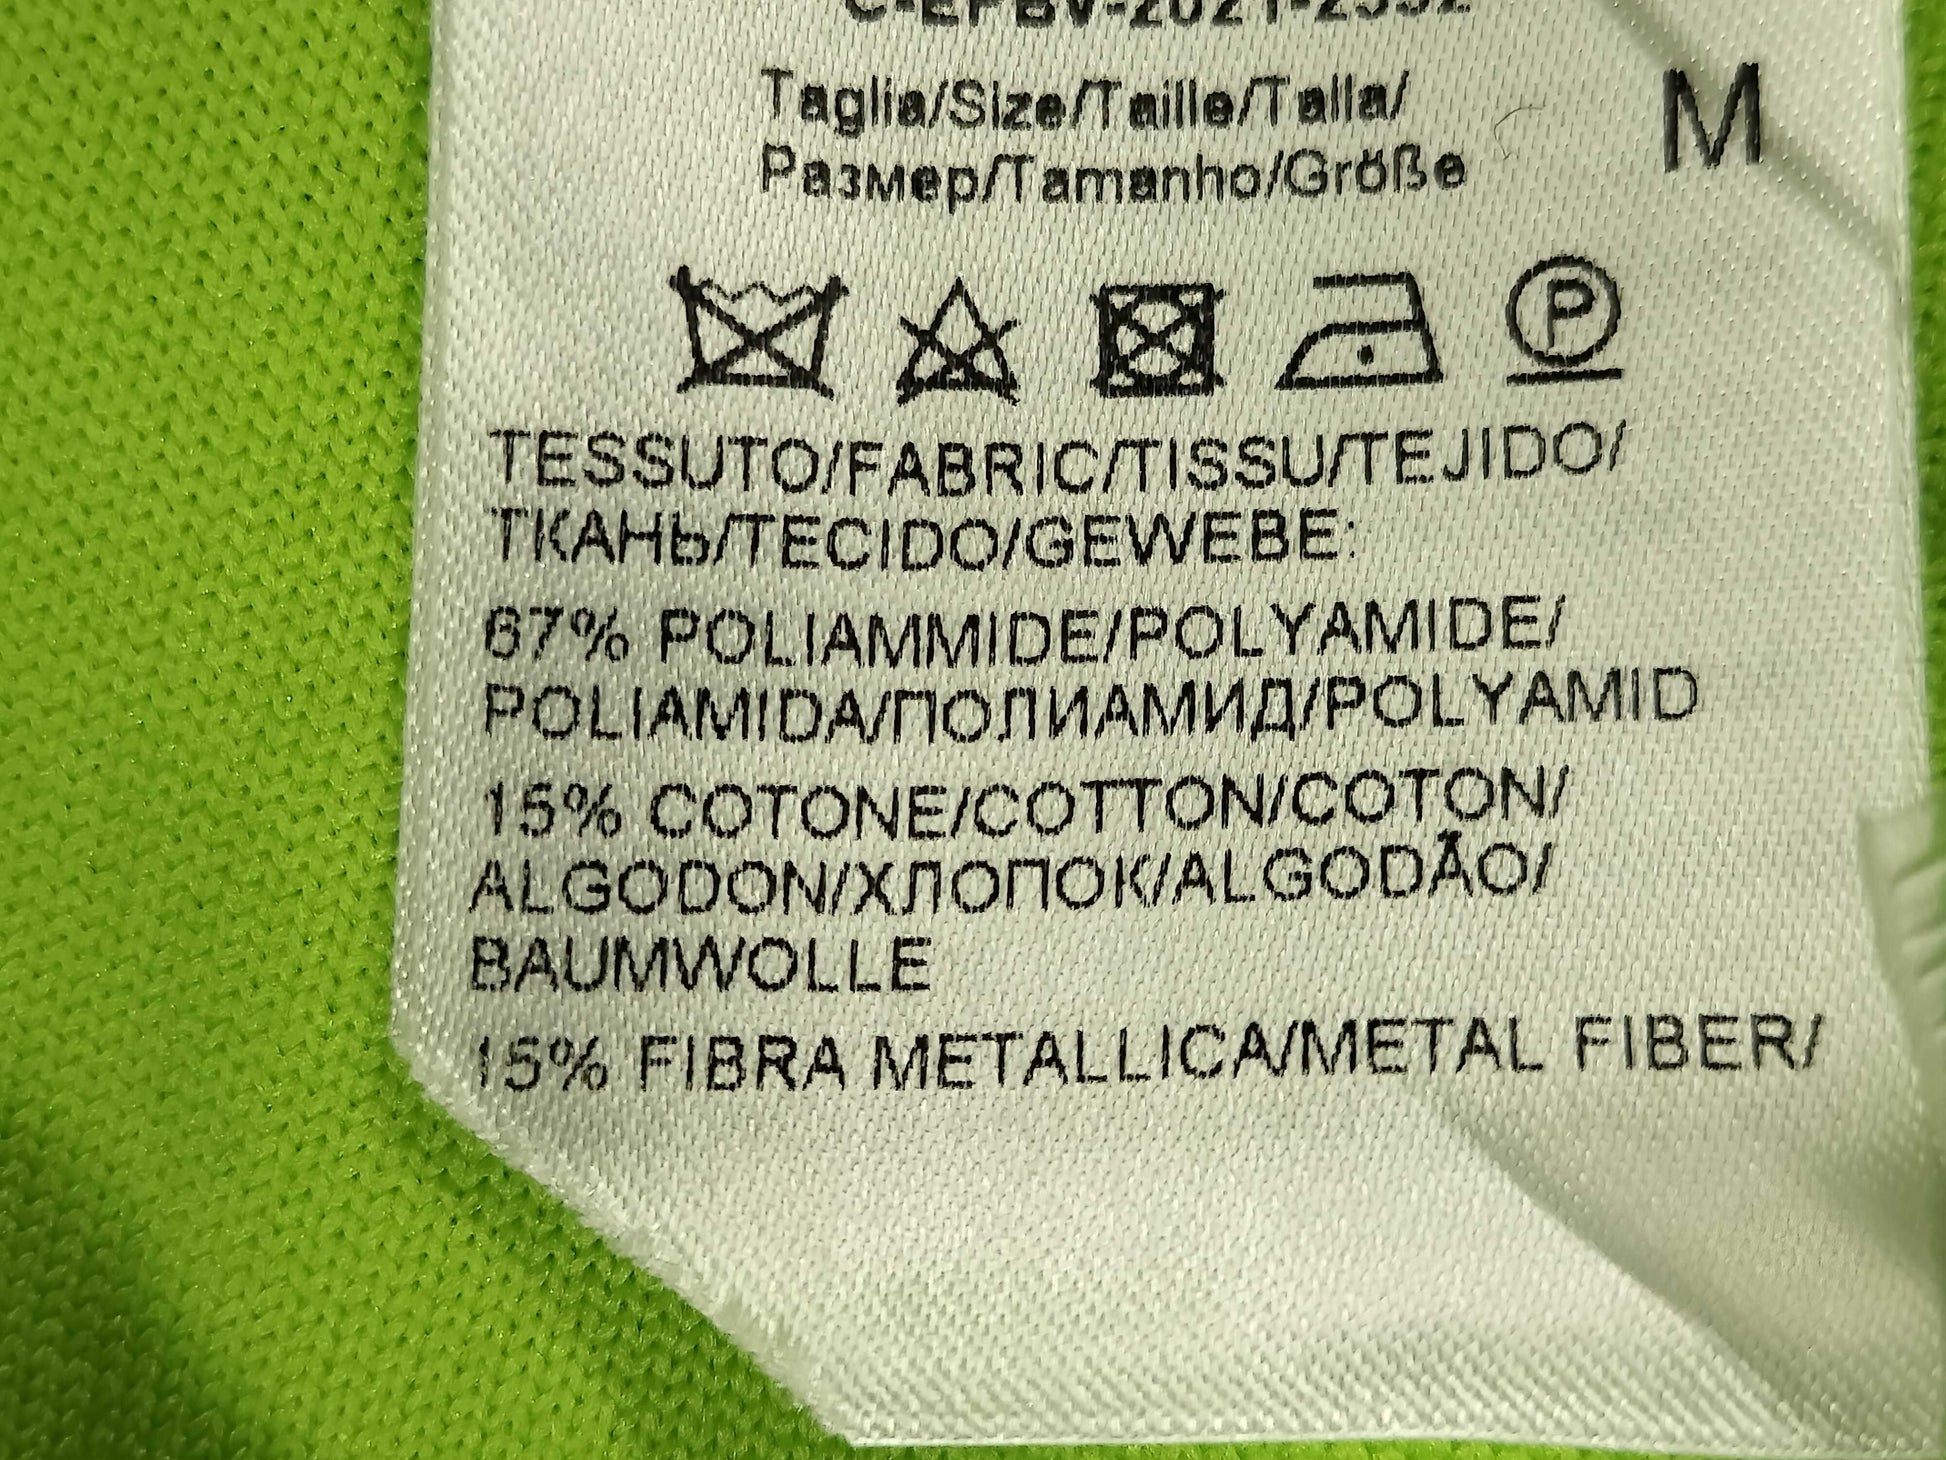 Taglia/Size/Taille/Talla/
M
Размер/Tamanho/Größe
P
TESSUTO/FABRIC/TISSU/TEJIDO/
ТКАНЬ/TECIDO/GEWEBE:
67% POLIAMMIDE/POLYAMIDE/
POLIAMIDA/ПОЛИАМИД/POLYAMID
15% COTONE/COTTON/COTON/
ALGODON/ХЛОПОК/ALGODÃO/
BAUMWOLLE
15% FIBRA METALLICA/METAL FIBER/